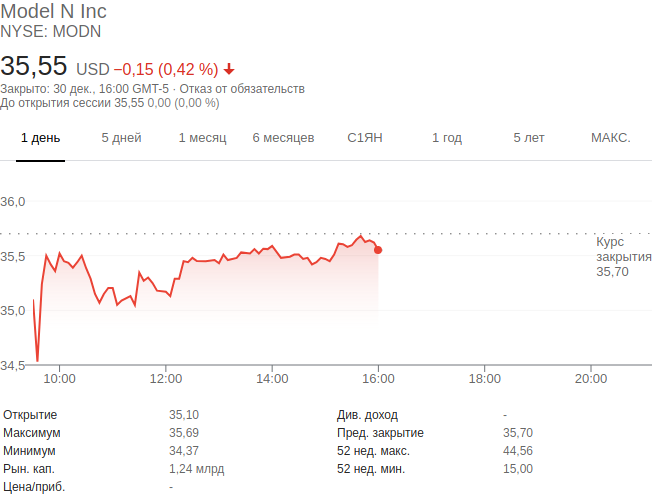 Model N Inc
NYSE: MODN
35,55 USD −0,15 (0,42 %)
Закрыто: 30 дек., 16:00 GMT-5 · Отказ от обязательств
До открытия сессии 35,55 0,00 (0,00 %)
1 день 5 дней 1 месяц 6 месяцев С1ЯН 1 год 5 лет МАКС.
36,0
35,5
35,0
34,5
Курс
закрытия
35,70
10:00 12:00 14:00 16:00 18:00 20:00
Открытие 35,10 Див. доход -
Максимум 35,69 Пред. закрытие 35,70
Минимум 34,37 52 нед. макс. 44,56
Рын. кап. 1,24 млрд 52 нед. мин. 15,00
Цена/приб. -